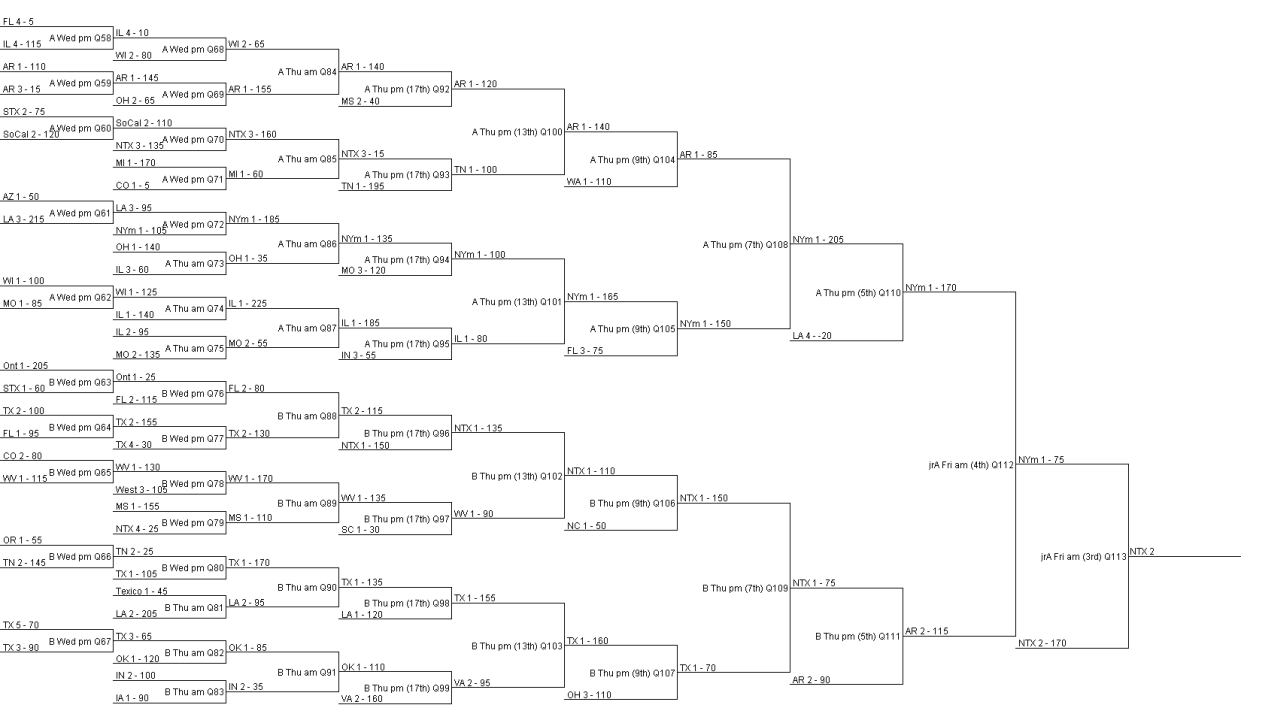 FL 4 - 5
IL 4 - 115
A Wed pm Q58
IL 4 - 10
WI 2 - 80
A Wed pm Q68
WI 2 - 65
AR 1 - 110
AR 3 - 15
A Wed pm Q59
AR 1 - 145
OH 2 - 65
A Wed pm Q69
AR 1 - 155
A Thu am Q84
AR 1 - 140
MS 2 - 40
A Thu pm (17th) Q92
AR 1 - 120
STX 2 - 75
SoCal 2 - 120
A Wed pm Q60
SoCal 2 - 110
NTX 3 - 135
A Wed pm Q70
NTX 3 - 160
MI 1 - 170
CO 1 - 5
A Wed pm Q71
MI 1 - 60
A Thu am Q85
NTX 3 - 15
TN 1 - 195
A Thu pm (17th) Q93
TN 1 - 100
A Thu pm (13th) Q100
AR 1 - 140
WA 1 - 110
A Thu pm (9th) Q104
AR 1 - 85
AZ 1 - 50
LA 3 - 215
A Wed pm Q61
LA 3 - 95
NYm 1 - 105
A Wed pm Q72
NYm 1 - 185
OH 1 - 140
IL 3 - 60
A Thu am Q73
OH 1 - 35
A Thu am Q86
NYm 1 - 135
MO 3 - 120
A Thu pm (17th) Q94
NYm 1 - 100
WI 1 - 100
MO 1 - 85
A Wed pm Q62
WI 1 - 125
IL 1 - 140
A Thu am Q74
IL 1 - 225
IL 2 - 95
MO 2 - 135
A Thu am Q75
MO 2 - 55
A Thu am Q87
IL 1 - 185
IN 3 - 55
A Thu pm (17th) Q95
IL 1 - 80
A Thu pm (13th) Q101
NYm 1 - 165
FL 3 - 75
A Thu pm (9th) Q105
NYm 1 - 150
A Thu pm (7th) Q108
NYm 1 - 205
LA 4 - -20
A Thu pm (5th) Q110
NYm 1 - 170
Ont 1 - 205
STX 1 - 60
B Wed pm Q63
Ont 1 - 25
FL 2 - 115
B Wed pm Q76
FL 2 - 80
TX 2 - 100
FL 1 - 95
B Wed pm Q64
TX 2 - 155
TX 4 - 30
B Wed pm Q77
TX 2 - 130
B Thu am Q88
TX 2 - 115
NTX 1 - 150
B Thu pm (17th) Q96
NTX 1 - 135
CO 2 - 80
WV 1 - 115
B Wed pm Q65
WV 1 - 130
West 3 - 105
B Wed pm Q78
WV 1 - 170
MS 1 - 155
NTX 4 - 25
B Wed pm Q79
MS 1 - 110
B Thu am Q89
WV 1 - 135
SC 1 - 30
B Thu pm (17th) Q97
WV 1 - 90
B Thu pm (13th) Q102
NTX 1 - 110
NC 1 - 50
B Thu pm (9th) Q106
NTX 1 - 150
OR 1 - 55
TN 2 - 145
B Wed pm Q66
TN 2 - 25
TX 1 - 105
B Wed pm Q80
TX 1 - 170
Texico 1 - 45
LA 2 - 205
B Thu am Q81
LA 2 - 95
B Thu am Q90
TX 1 - 135
LA 1 - 120
B Thu pm (17th) Q98
TX 1 - 155
TX 5 - 70
TX 3 - 90
B Wed pm Q67
TX 3 - 65
OK 1 - 120
B Thu am Q82
OK 1 - 85
IN 2 - 100
IA 1 - 90
B Thu am Q83
IN 2 - 35
B Thu am Q91
OK 1 - 110
VA 2 - 160
B Thu pm (17th) Q99
VA 2 - 95
B Thu pm (13th) Q103
TX 1 - 160
OH 3 - 110
B Thu pm (9th) Q107
TX 1 - 70
B Thu pm (7th) Q109
NTX 1 - 75
AR 2 - 90
B Thu pm (5th) Q111
AR 2 - 115
jrA Fri am (4th) Q112
NYm 1 - 75
NTX 2 - 170
jrA Fri am (3rd) Q113
NTX 2